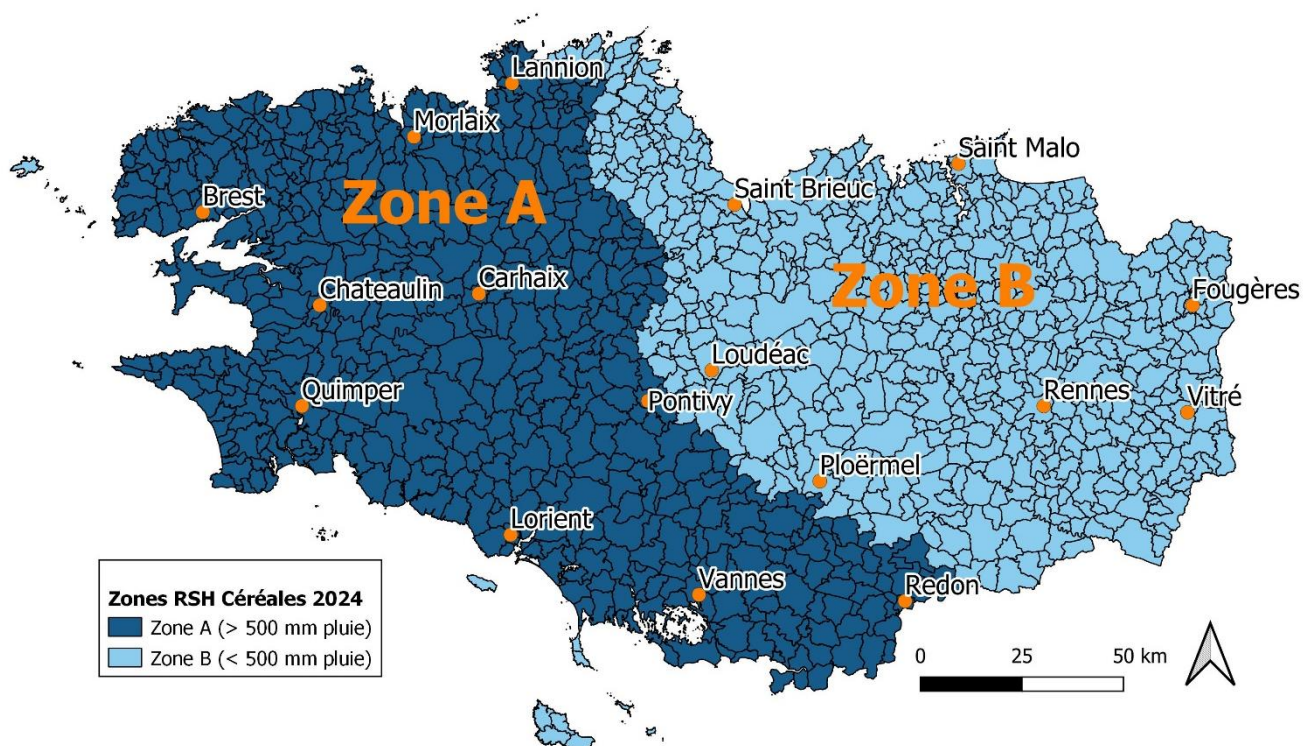 Lannion
Morlaix
Saint Malo
Brest
Zone A
Saint Brieuc
Chateaulin
Carhaix
Zone B
Fougères
Loudéac
Quimper
Pontivy
Rennes
Vitré
Ploërmel
Lorient
Vannes
Redon
Zones RSH Céréales 2024
Zone A (> 500 mm pluie)
Zone B (< 500 mm pluie)
0 25 50 km